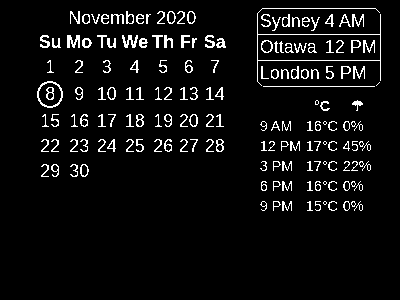 November 2020
Su Mo Tu We Th Fr Sa
1 2 3 4 5 6 7
8 9 10 11 12 13 14
15 16 17 18 19 20 21
22 23 24 25 26 27 28
29 30
Sydney 4 AM
Ottawa 12 PM
London 5 PM
°C ☂
9 AM 16°C 0%
12 PM 17°C 45%
3 PM 17°C 22%
6 PM 16°C 0%
9 PM 15°C 0%